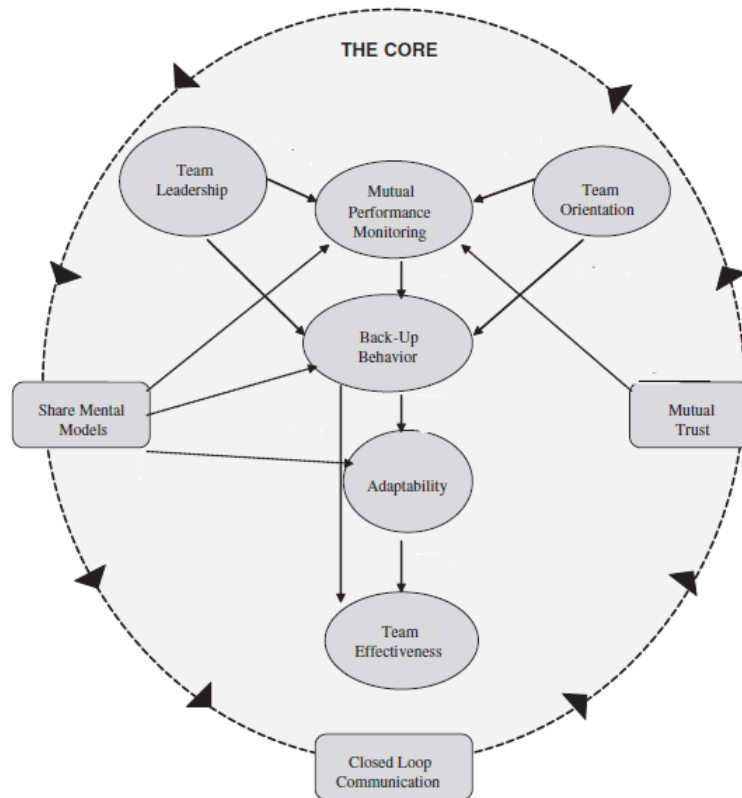 THE CORE
Team
Leadership
Mutual
Performance
Monitoring
Team
Orientation
Back-Up
Behavior
Share Mental
Models
Mutual
Trust
Adaptability
Team
Effectiveness
Closed Loop
Communication